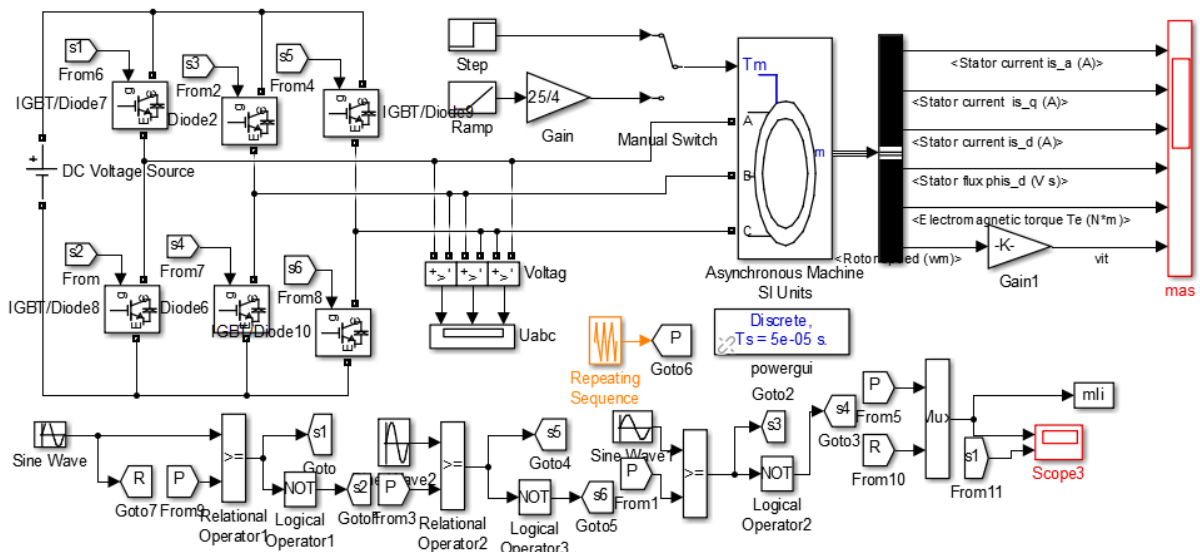 s1
From6
s3
From2
s5
From4
g
E
IGBT/Diode7
g
E
Diode2
g
E
IGBT/Diode9
Step
Ramp
25/4
Gain
Manual Switch
+
DC Voltage Source
Tm
A
B
C
m
Asynchronous Machine
SI Units
<Stator current is_a (A)>
<Stator current is_q (A)>
<Stator current is_d (A)>
<Stator flux phis_d (V s)>
<Electromagnetic torque Te (N*m)>
<Rotor speed (wm)>
-K-
Gain1
vit
mas
s2
From
s4
From7
s6
From8
g
E
IGBT/Diode8
g
Diode6
g
E
IGBT/Diode10
+v- +v- +v-
Voltag
Uabc
Repeating
Sequence
P
Goto6
Discrete,
Ts = 5e-05 s.
powergui
Sine Wave
R
Goto7
P
From9
>=
Relational
Operator1
s1
Goto
NOT
Logical
Operator1
s2
P
From3
>=
Relational
Operator2
s5
Goto4
NOT
Logical
Operator3
s6
Goto5
Sine Wave1
P
From1
>=
Goto2
s3
NOT
Logical
Operator2
s4
Goto3
P
From5
R
From10
Mux
mli
s1
From11
Scope3